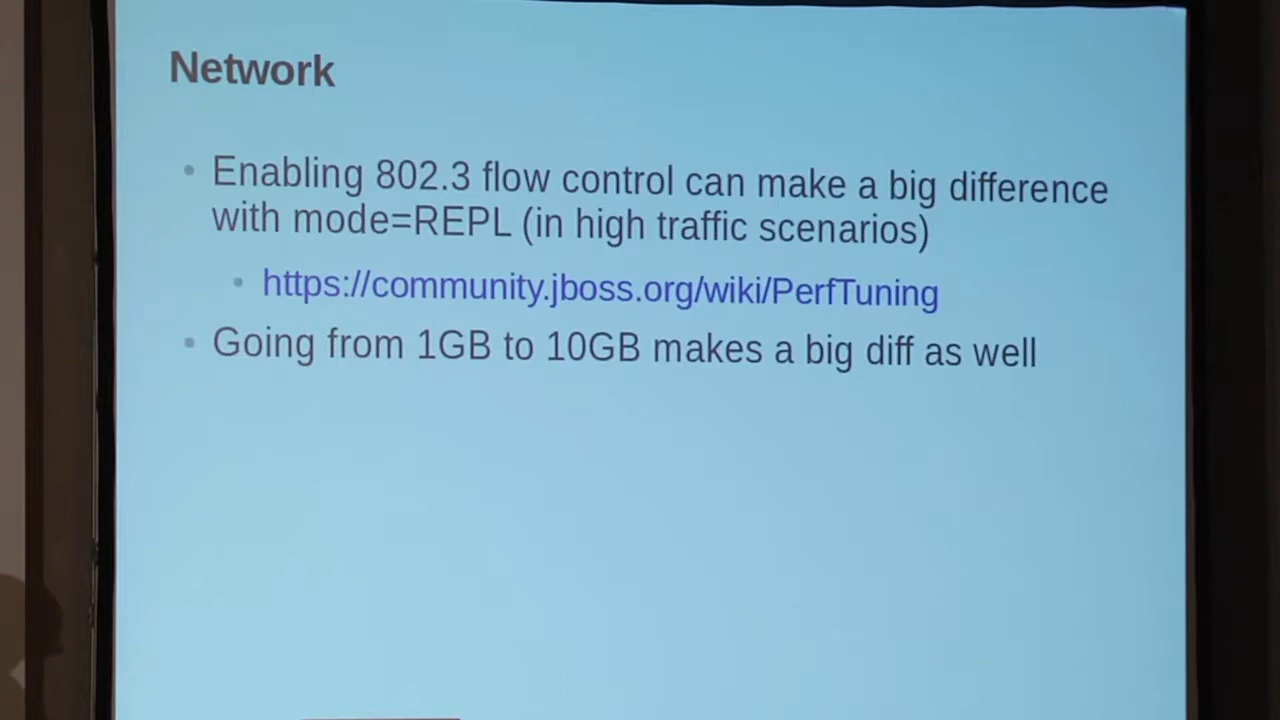 Network
Enabling 802.3 flow control can make a big difference
with mode=REPL (in high traffic scenarios)
https://community.jboss.org/wiki/PerfTuning
Going from 1GB to 10GB makes a big diff as well